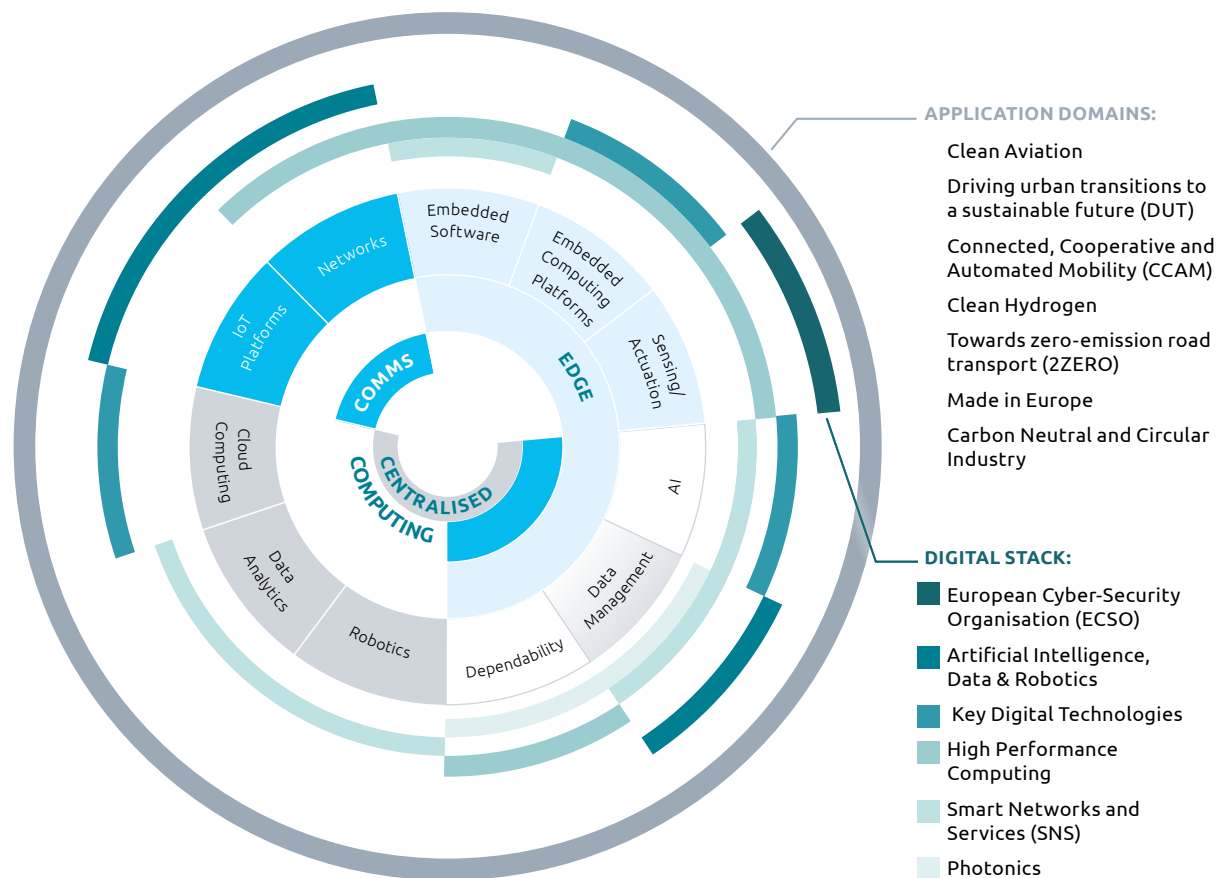 Embedded
Software
Embedded
Computing
Platforms
Sensing/
Actuation
AI
Data
Management
Dependability
Robotics
Data
Analytics
Cloud
Computing
IoT
Platforms
Networks
COMMS
EDGE
CENTRALISED
COMPUTING
APPLICATION DOMAINS:
Clean Aviation
Driving urban transitions to
a sustainable future (DUT)
Connected, Cooperative and
Automated Mobility (CCAM)
Clean Hydrogen
Towards zero-emission road
transport (2ZERO)
Made in Europe
Carbon Neutral and Circular
Industry
DIGITAL STACK:
European Cyber-Security
Organisation (ECSO)
Artificial Intelligence,
Data & Robotics
Key Digital Technologies
High Performance
Computing
Smart Networks and
Services (SNS)
Photonics